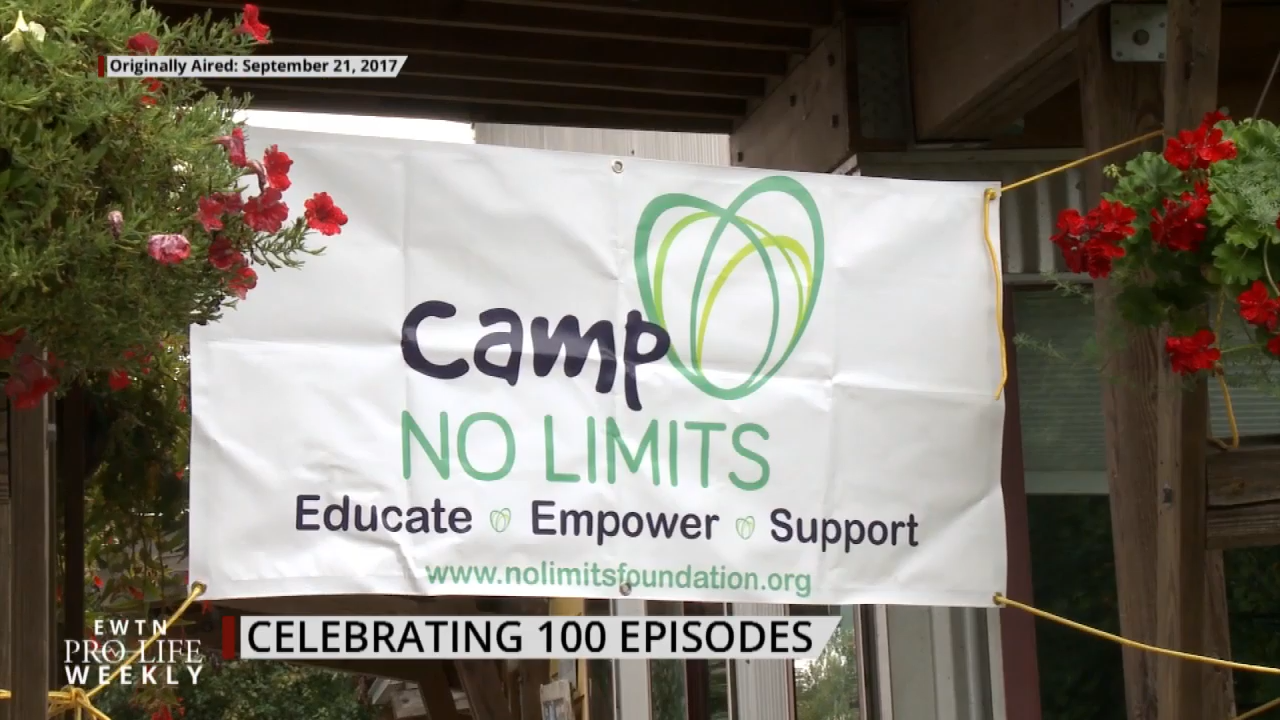 Originally Aired: September 21, 2017
camp
NO LIMITS
Educate Empower Support
www.nolimitsfoundation.org
CELEBRATING 100 EPISODES
EWTN
PRO-LIFE
WEEKLY